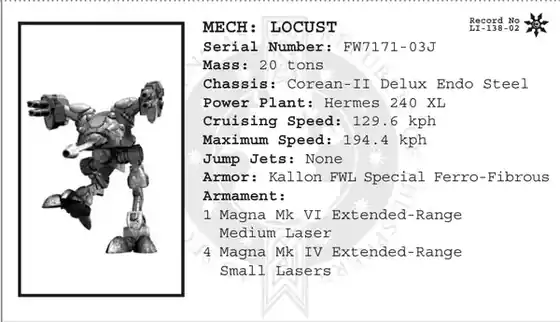 Record No
LI-138-02
MECH: LOCUST
Serial Number: FW7171-03J
Mass: 20 tons
Chassis: Corean-II Delux Endo Steel
Power Plant: Hermes 240 XL
Cruising Speed: 129.6 kph
Maximum Speed: 194.4 kph
Jump Jets: None
Armor: Kallon FWL Special Ferro-Fibrous
Armament:
1 Magna Mk VI Extended-Range
Medium Laser
4 Magna Mk IV Extended-Range
Small Lasers